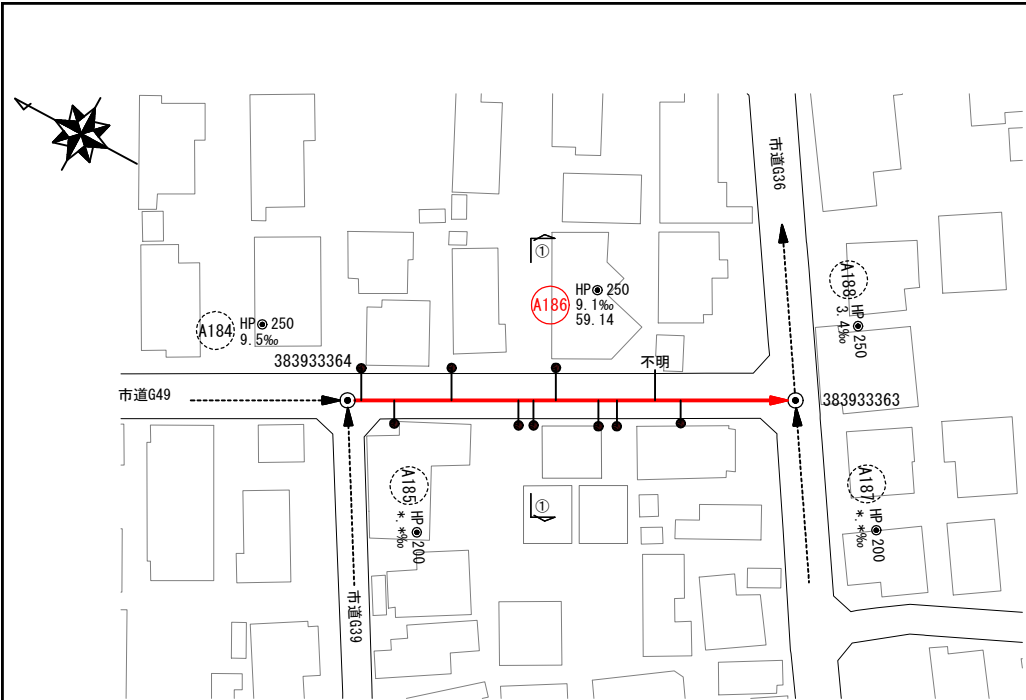 市道G36
①
A186
HP 250
9.1‰
59.14
A188
HP 250
3.4‰
A184
HP 250
9.5‰
383933364
不明
市道G49
383933363
A185
HP 200
*.*‰
①
A187
HP 200
*.*‰
市道G39